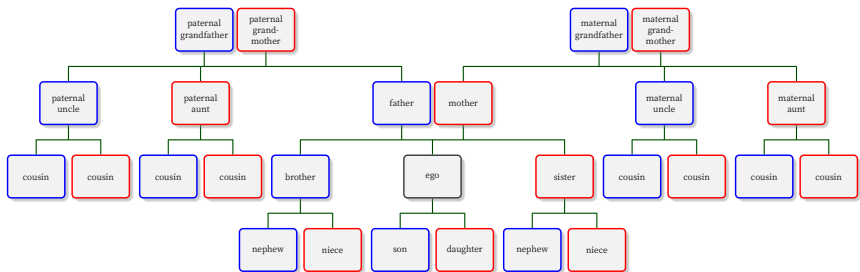 paternal
grandfather
paternal
grand-
mother
maternal
grandfather
maternal
grand-
mother
paternal
uncle
paternal
aunt
father
mother
maternal
uncle
maternal
aunt
cousin
cousin
cousin
cousin
brother
ego
sister
cousin
cousin
cousin
cousin
nephew
niece
son
daughter
nephew
niece